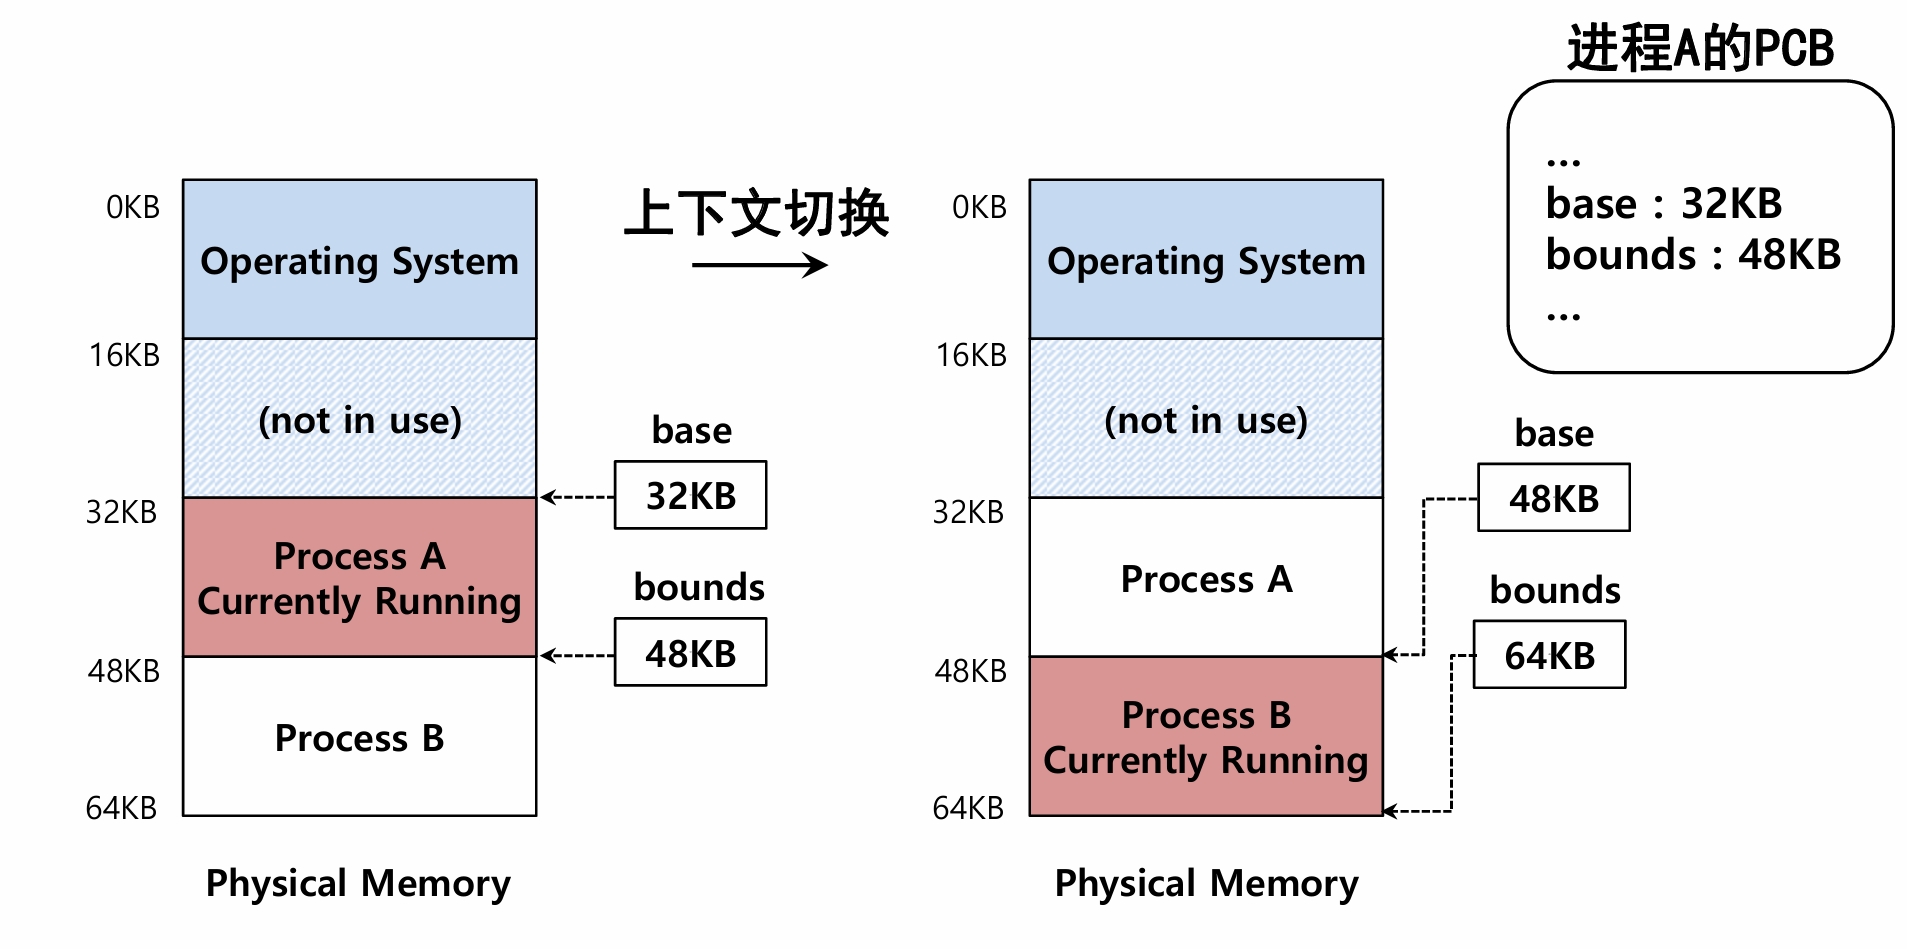 进程A的PCB
...
base : 32KB
bounds : 48KB
...
上下文切换
0KB
Operating System
16KB
(not in use)
32KB
Process A
Currently Running
48KB
Process B
64KB
Physical Memory
base
32KB
bounds
48KB
0KB
Operating System
16KB
(not in use)
32KB
Process A
48KB
Process B
Currently Running
64KB
Physical Memory
base
48KB
bounds
64KB